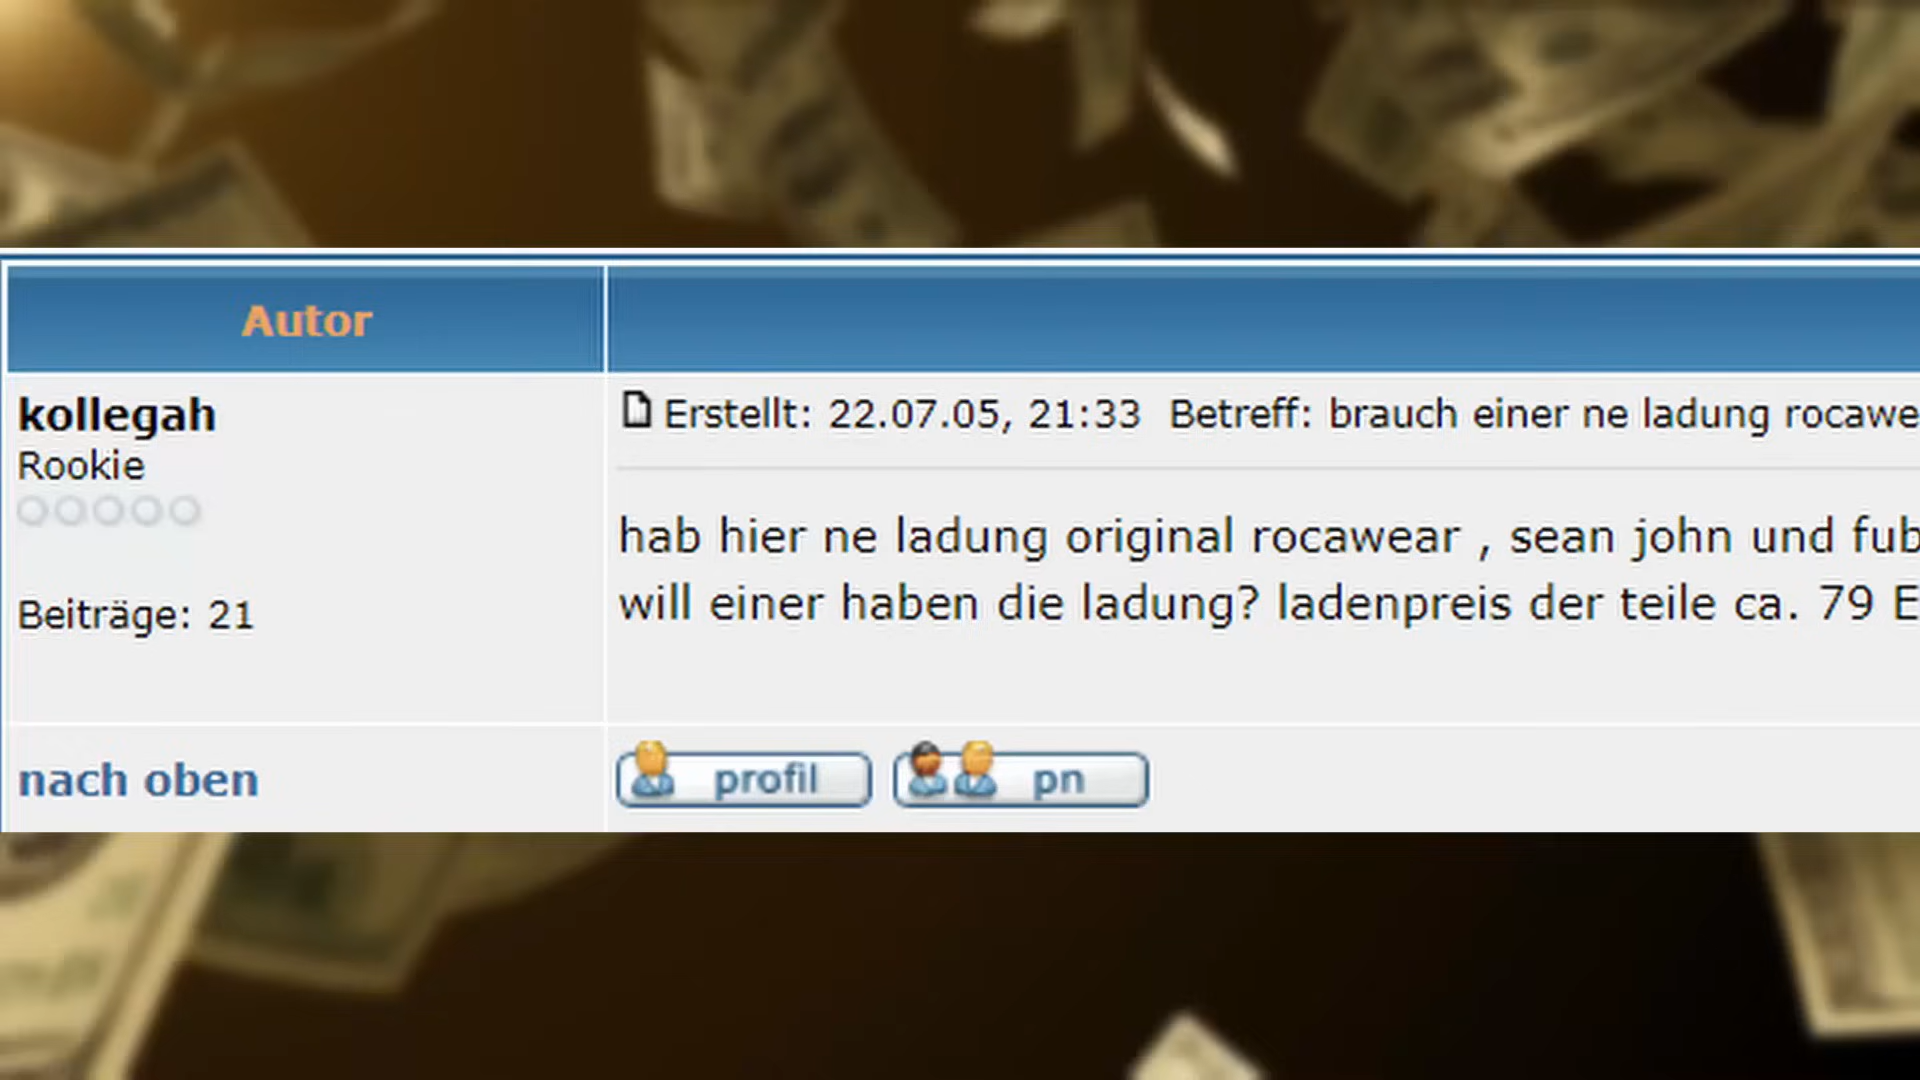 Autor
kollegah
Rookie
Beiträge: 21
Erstellt: 22.07.05, 21:33 Betreff: brauch einer ne ladung rocawe
hab hier ne ladung original rocawear , sean john und fub
will einer haben die ladung? ladenpreis der teile ca. 79 E
nach oben
profil
pn